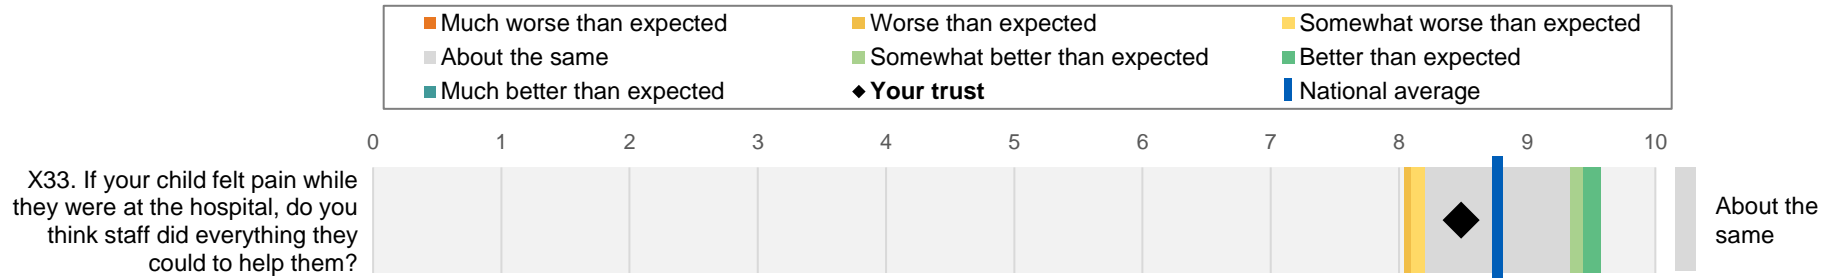 Much worse than expected
Worse than expected
Somewhat worse than expected
About the same
Somewhat better than expected
Better than expected
Much better than expected
Your trust
National average
0 1 2 3 4 5 6 7 8 9 10
X33. If your child felt pain while
they were at the hospital, do you
think staff did everything they
could to help them?
About the
same